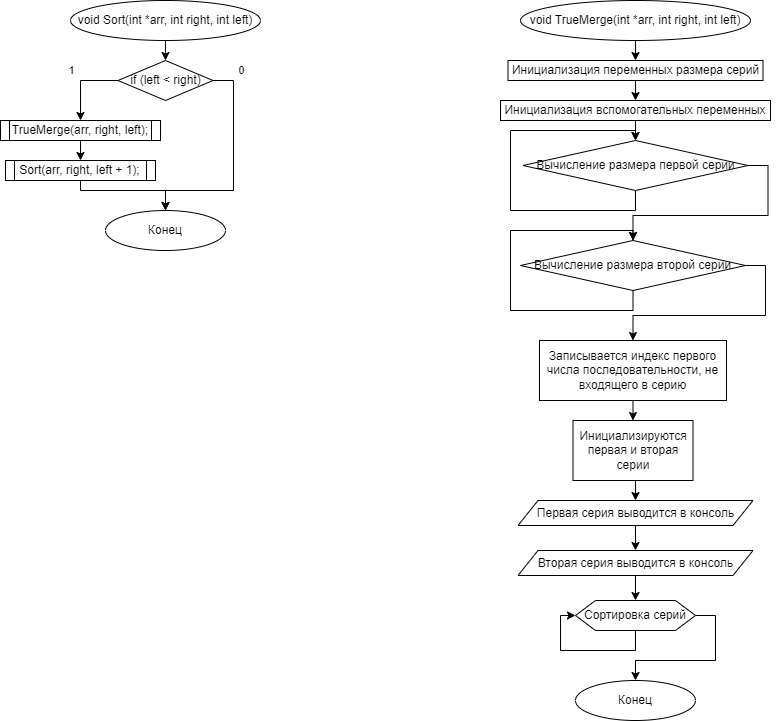 void Sort(int *arr, int right, int left)
if (left < right)
1
0
TrueMerge(arr, right, left);
Sort(arr, right, left + 1);
Конец
void TrueMerge(int *arr, int right, int left)
Инициализация переменных размера серий
Инициализация вспомогательных переменных
Вычисление размера первой серии
Вычисление размера второй серии
Записывается индекс первого
числа последовательности, не
входящего в серию
Инициализируются
первая и вторая
серии
Первая серия выводится в консоль
Вторая серия выводится в консоль
Сортировка серий
Конец